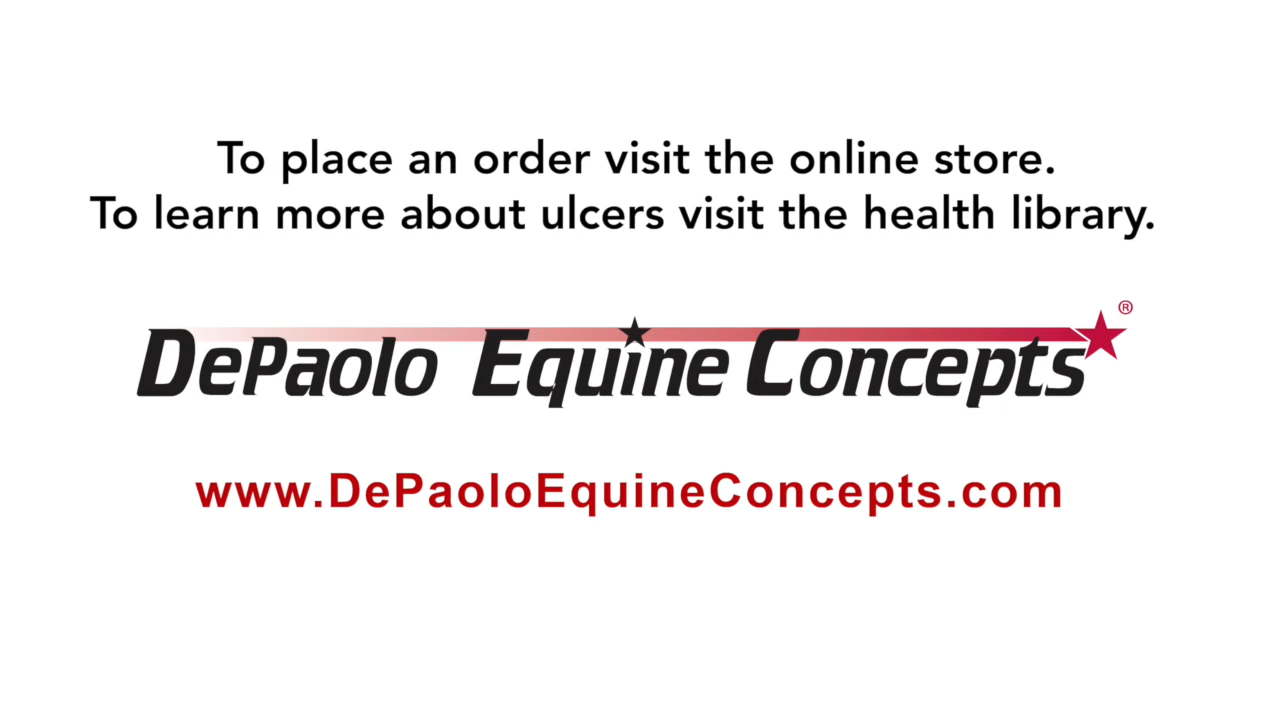 To place an order visit the online store.
To learn more about ulcers visit the health library.
DePaolo Equine Concepts®
www.DePaoloEquineConcepts.com